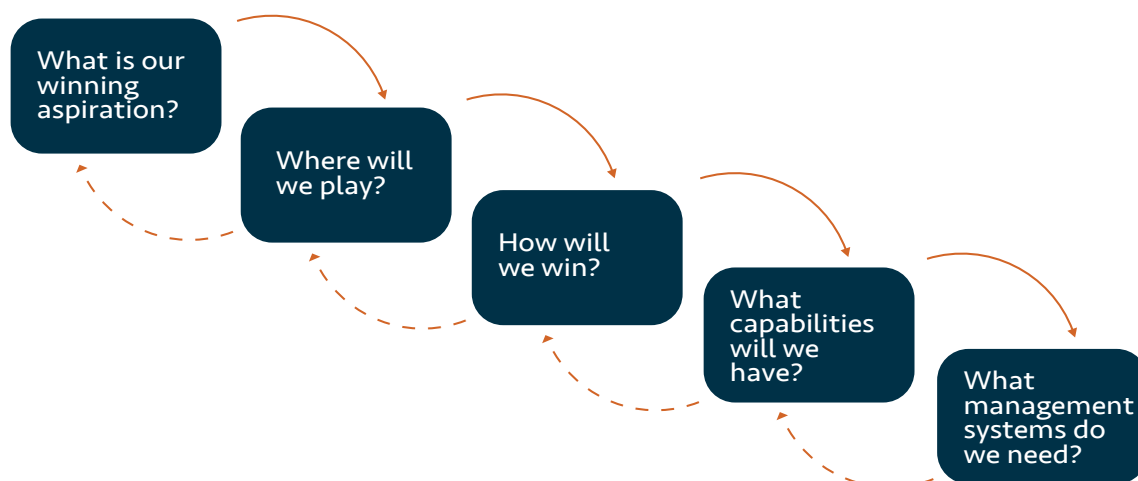 What is our
winning
aspiration?
Where will
we play?
How will
we win?
What
capabilities
will we
have?
What
management
systems do
we need?